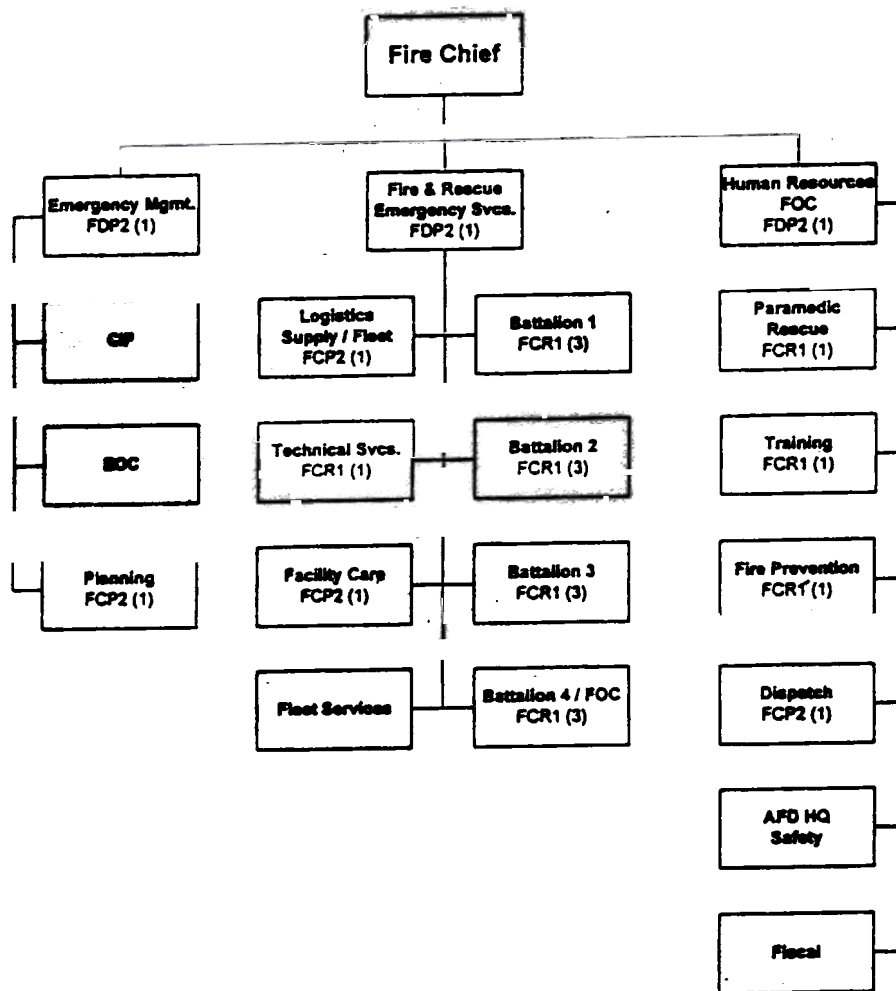 Fire Chief
Emergency Mgmt.
FDP2 (1)
Fire & Rescue
Emergency Svcs.
FDP2 (1)
Human Resources
FOC
FDP2 (1)
CIP
Logistics
Supply / Fleet
FCP2 (1)
Battalion 1
FCR1 (3)
Paramedic
Rescue
FCR1 (1)
EOC
Technical Svcs.
FCR1 (1)
Battalion 2
FCR1 (3)
Training
FCR1 (1)
Planning
FCP2 (1)
Facility Care
FCP2 (1)
Battalion 3
FCR1 (3)
Fire Prevention
FCR1 (1)
Fleet Services
Battalion 4 / FOC
FCR1 (3)
Dispatch
FCP2 (1)
AFD HQ
Safety
Fiscal